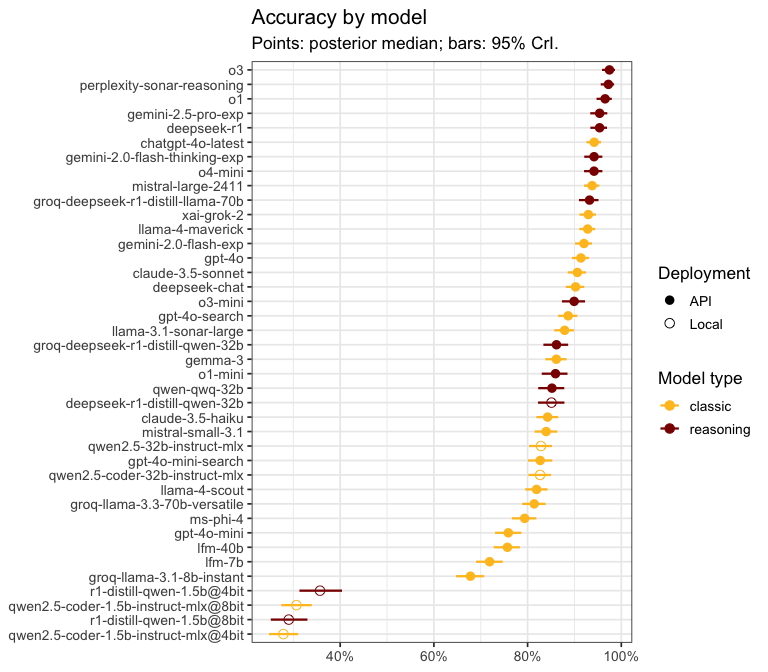 Accuracy by model
Points: posterior median; bars: 95% CrI.
o3
perplexity-sonar-reasoning
o1
gemini-2.5-pro-exp
deepseek-r1
chatgpt-4o-latest
gemini-2.0-flash-thinking-exp
o4-mini
mistral-large-2411
groq-deepseek-r1-distill-llama-70b
xai-grok-2
llama-4-maverick
gemini-2.0-flash-exp
gpt-4o
claude-3.5-sonnet
deepseek-chat
o3-mini
gpt-4o-search
llama-3.1-sonar-large
groq-deepseek-r1-distill-qwen-32b
gemma-3
o1-mini
qwen-qwq-32b
deepseek-r1-distill-qwen-32b
claude-3.5-haiku
mistral-small-3.1
qwen2.5-32b-instruct-mlx
gpt-4o-mini-search
qwen2.5-coder-32b-instruct-mlx
llama-4-scout
groq-llama-3.3-70b-versatile
ms-phi-4
gpt-4o-mini
lfm-40b
lfm-7b
groq-llama-3.1-8b-instant
r1-distill-qwen-1.5b@4bit
qwen2.5-coder-1.5b-instruct-mlx@8bit
r1-distill-qwen-1.5b@8bit
qwen2.5-coder-1.5b-instruct-mlx@4bit
40% 60% 80% 100%
Deployment
API
Local
Model type
classic
reasoning